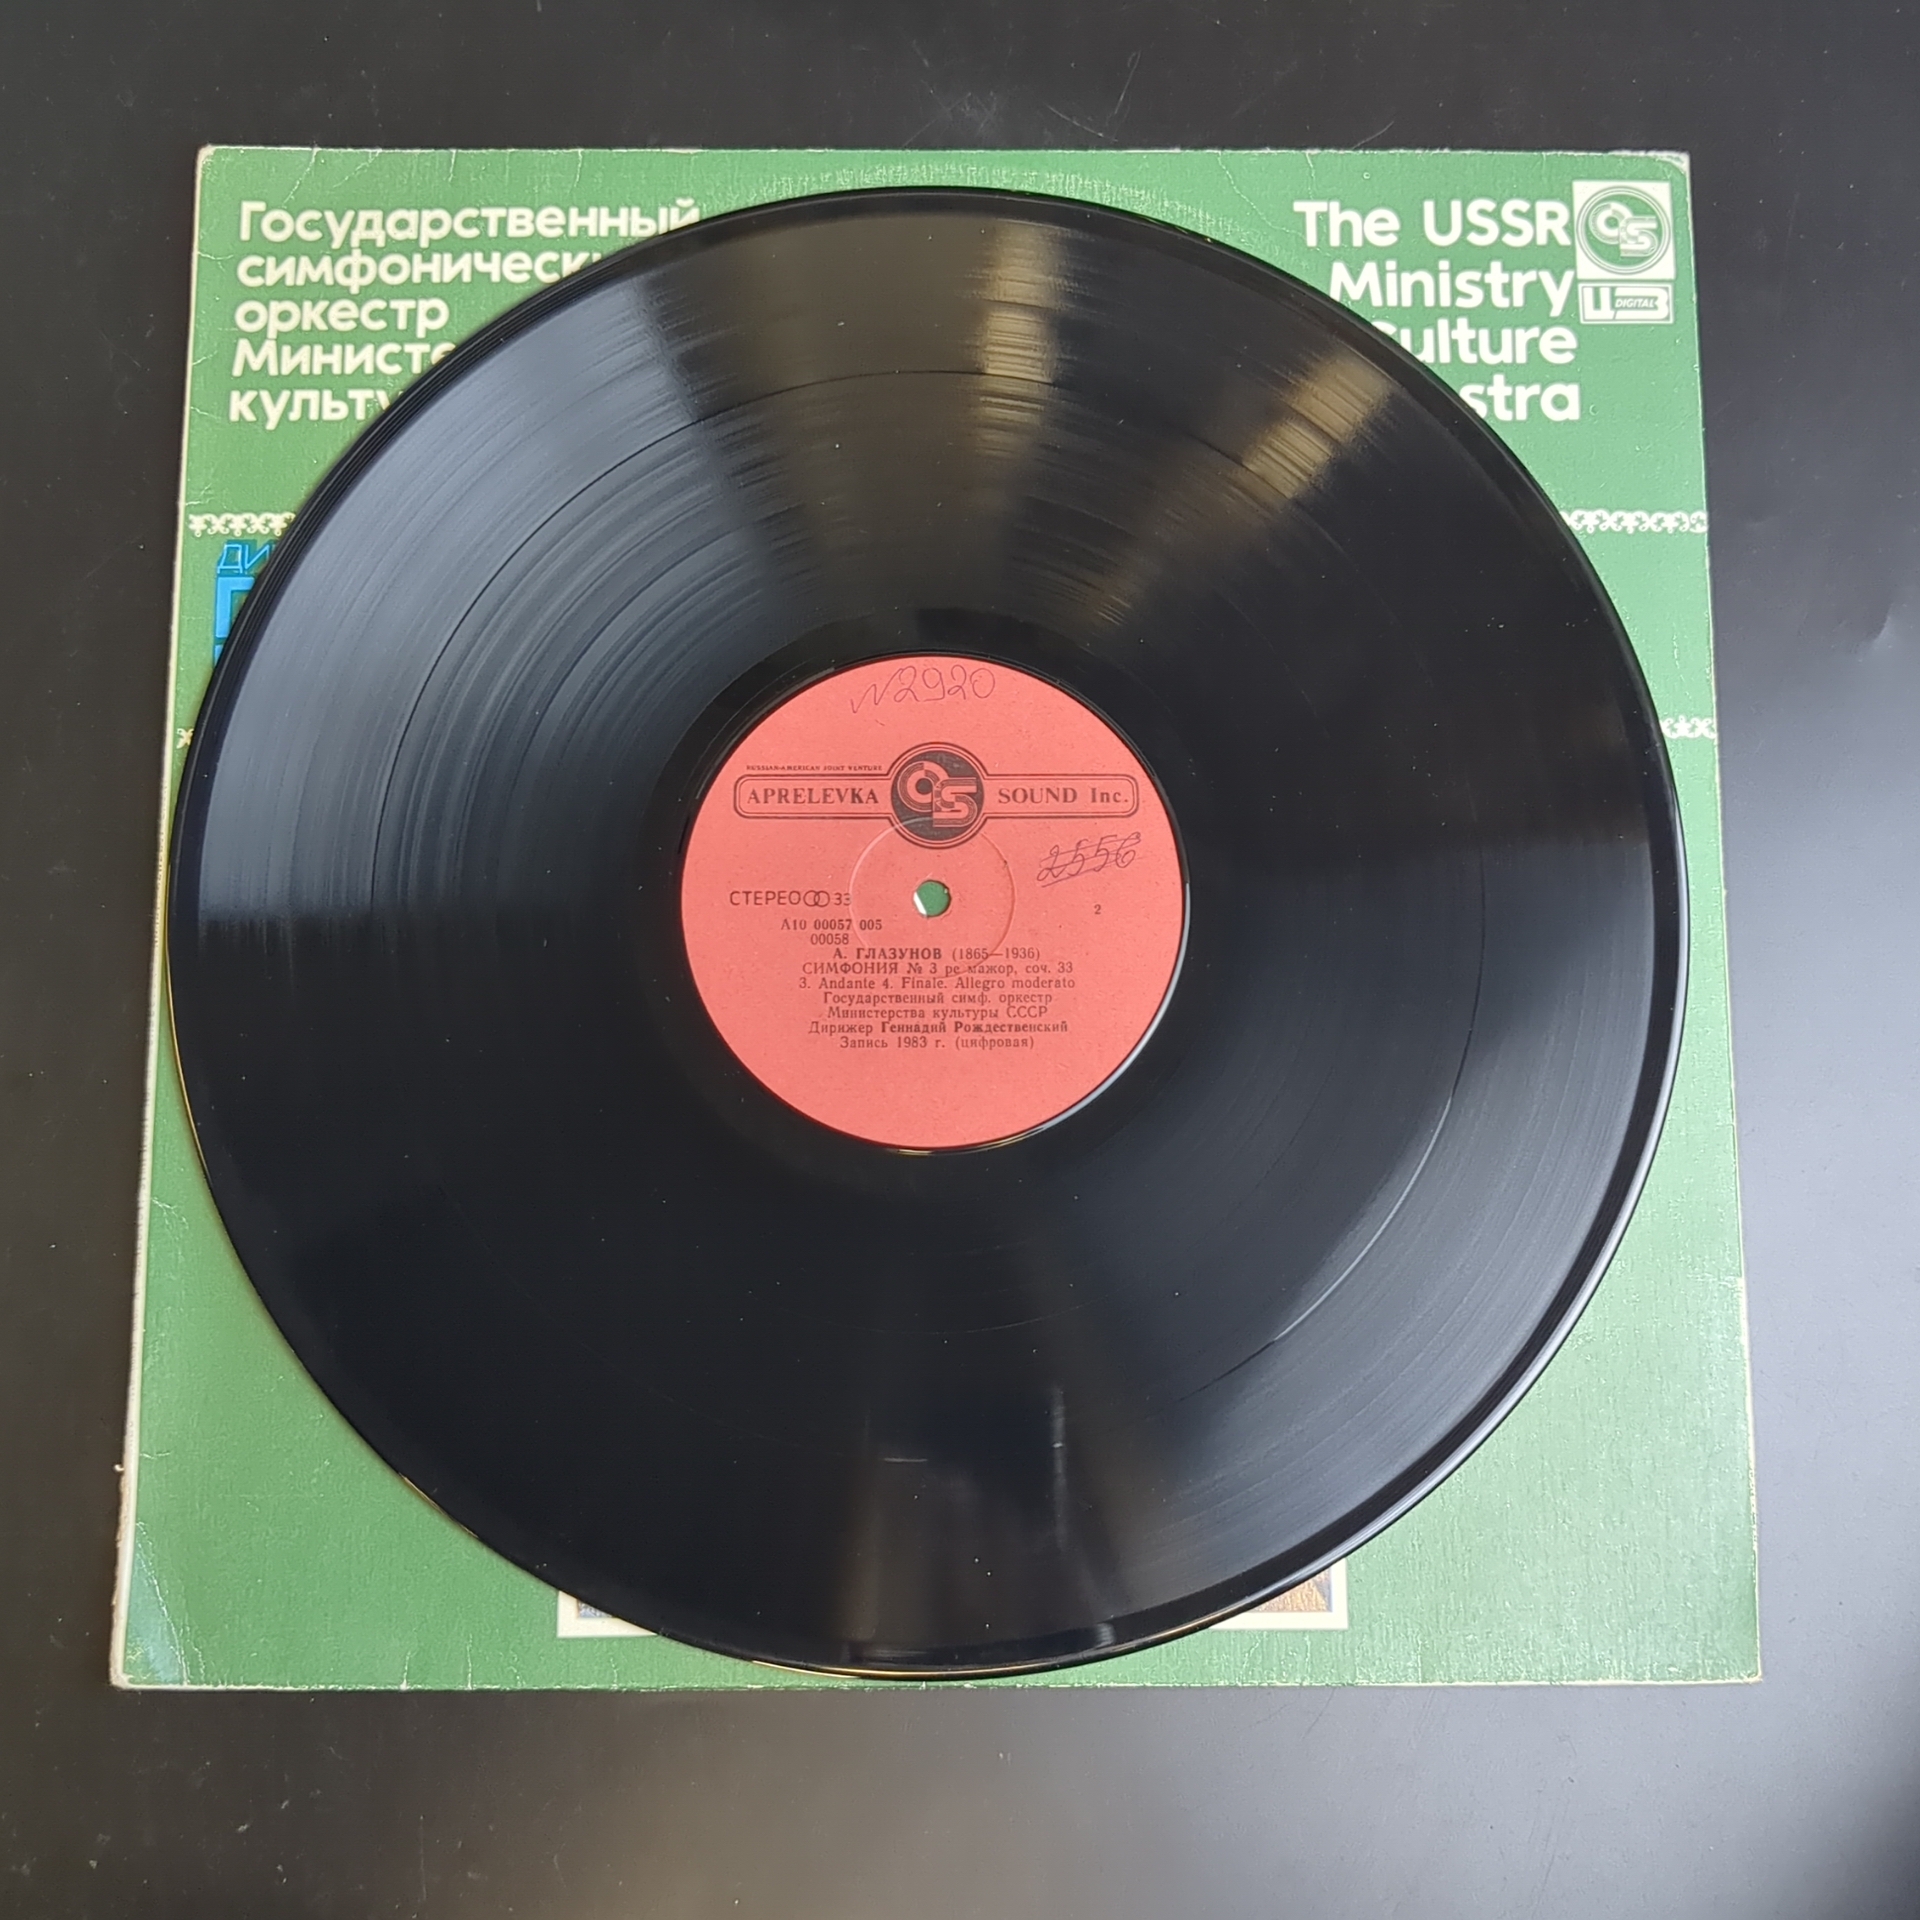 Государственный
симфоническ
оркестр
Министе
культу
The USSR
Ministry
Culture
stra
DIGITAL
ДИ
№2920
RUSSIAN-AMERICAN JOINT VENTURE
APRELEVKA SOUND Inc.
2556
СТЕРЕО 33
2
А10 00057 005
00058
А. ГЛАЗУНОВ (1865—1936)
СИМФОНИЯ № 3 ре мажор, соч. 33
3. Andante 4. Finale. Allegro moderato
Государственный симф. оркестр
Министерства культуры СССР
Дирижер Геннадий Рождественский
Запись 1983 г. (цифровая)